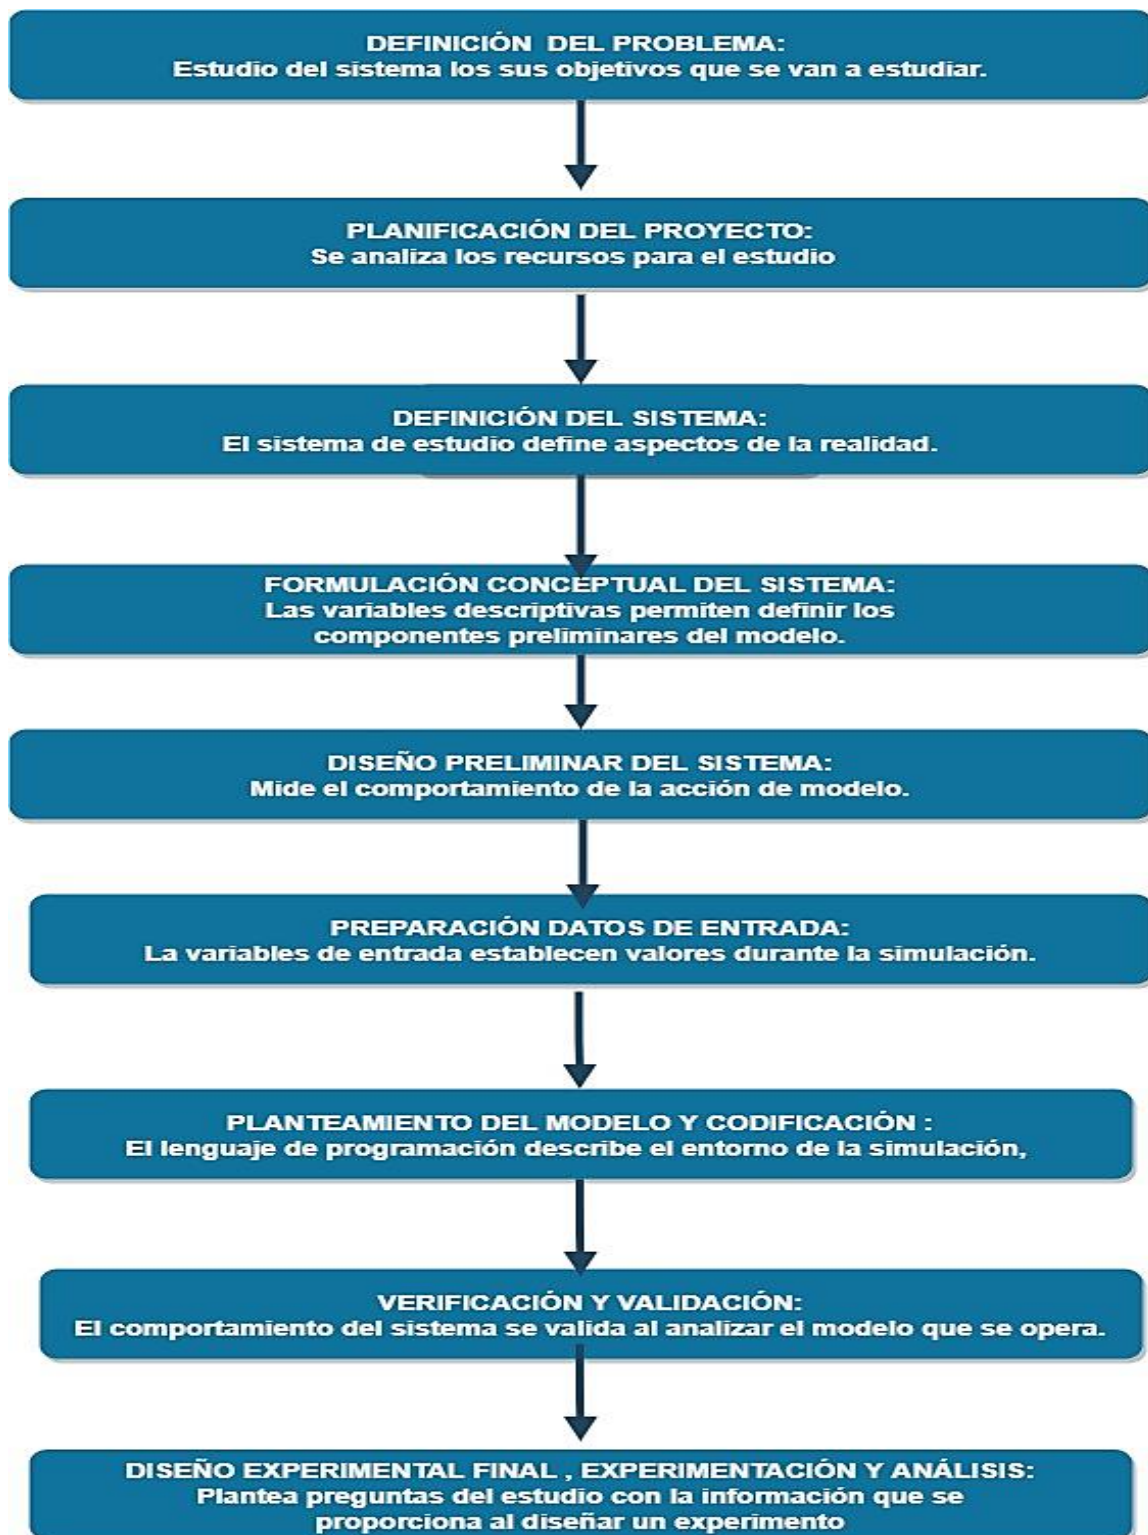 DEFINICIÓN DEL PROBLEMA:
Estudio del sistema los sus objetivos que se van a estudiar.
PLANIFICACIÓN DEL PROYECTO:
Se analiza los recursos para el estudio
DEFINICIÓN DEL SISTEMA:
El sistema de estudio define aspectos de la realidad.
FORMULACIÓN CONCEPTUAL DEL SISTEMA:
Las variables descriptivas permiten definir los
componentes preliminares del modelo.
DISEÑO PRELIMINAR DEL SISTEMA:
Mide el comportamiento de la acción de modelo.
PREPARACIÓN DATOS DE ENTRADA:
La variables de entrada establecen valores durante la simulación.
PLANTEAMIENTO DEL MODELO Y CODIFICACIÓN :
El lenguaje de programación describe el entorno de la simulación,
VERIFICACIÓN Y VALIDACIÓN:
El comportamiento del sistema se valida al analizar el modelo que se opera.
DISEÑO EXPERIMENTAL FINAL , EXPERIMENTACIÓN Y ANÁLISIS:
Plantea preguntas del estudio con la información que se
proporciona al diseñar un experimento